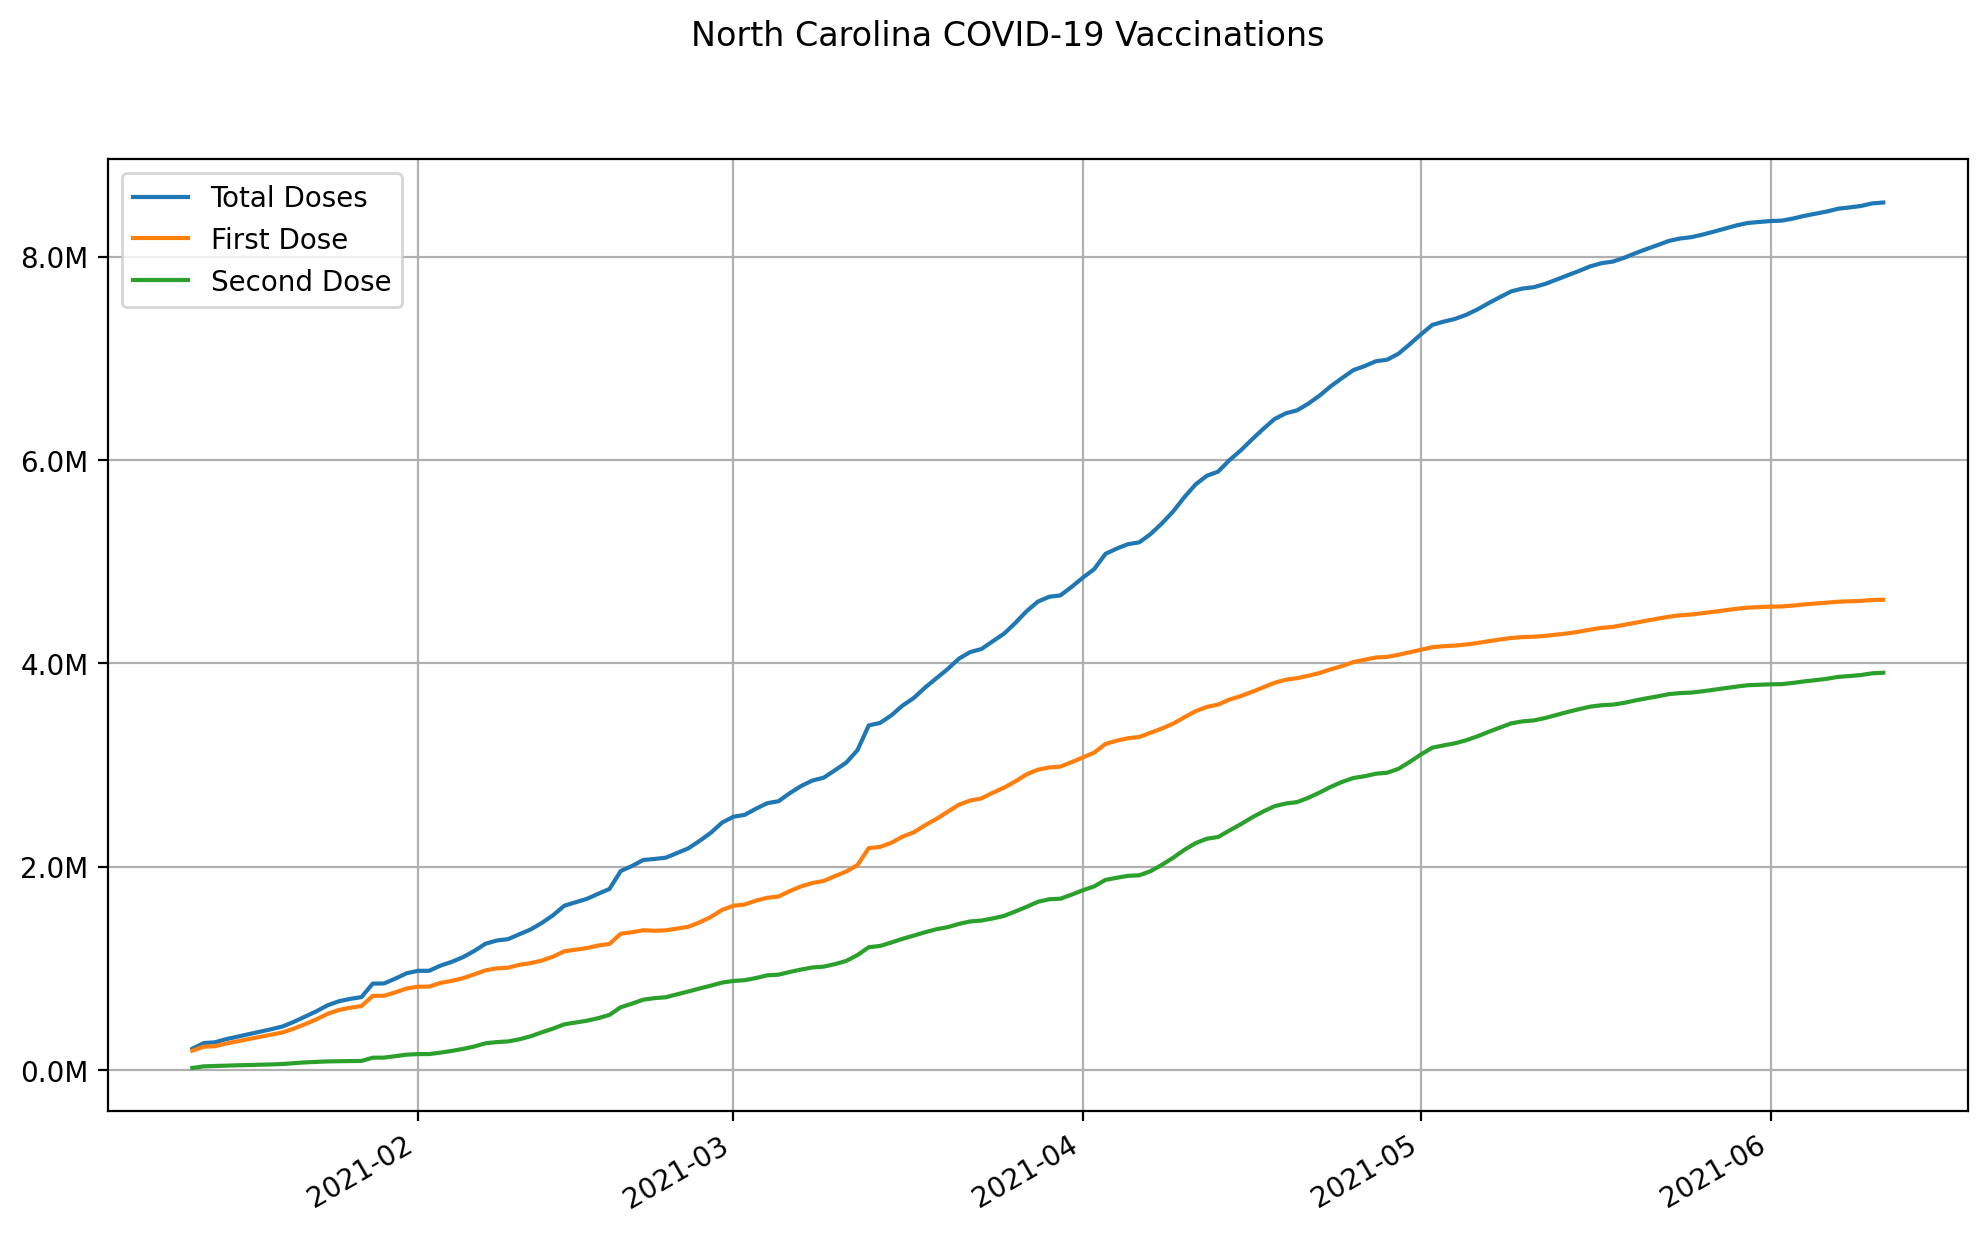 North Carolina COVID-19 Vaccinations
Total Doses
First Dose
Second Dose
8.0M
6.0M
4.0M
2.0M
0.0M
2021-02
2021-03
2021-04
2021-05
2021-06